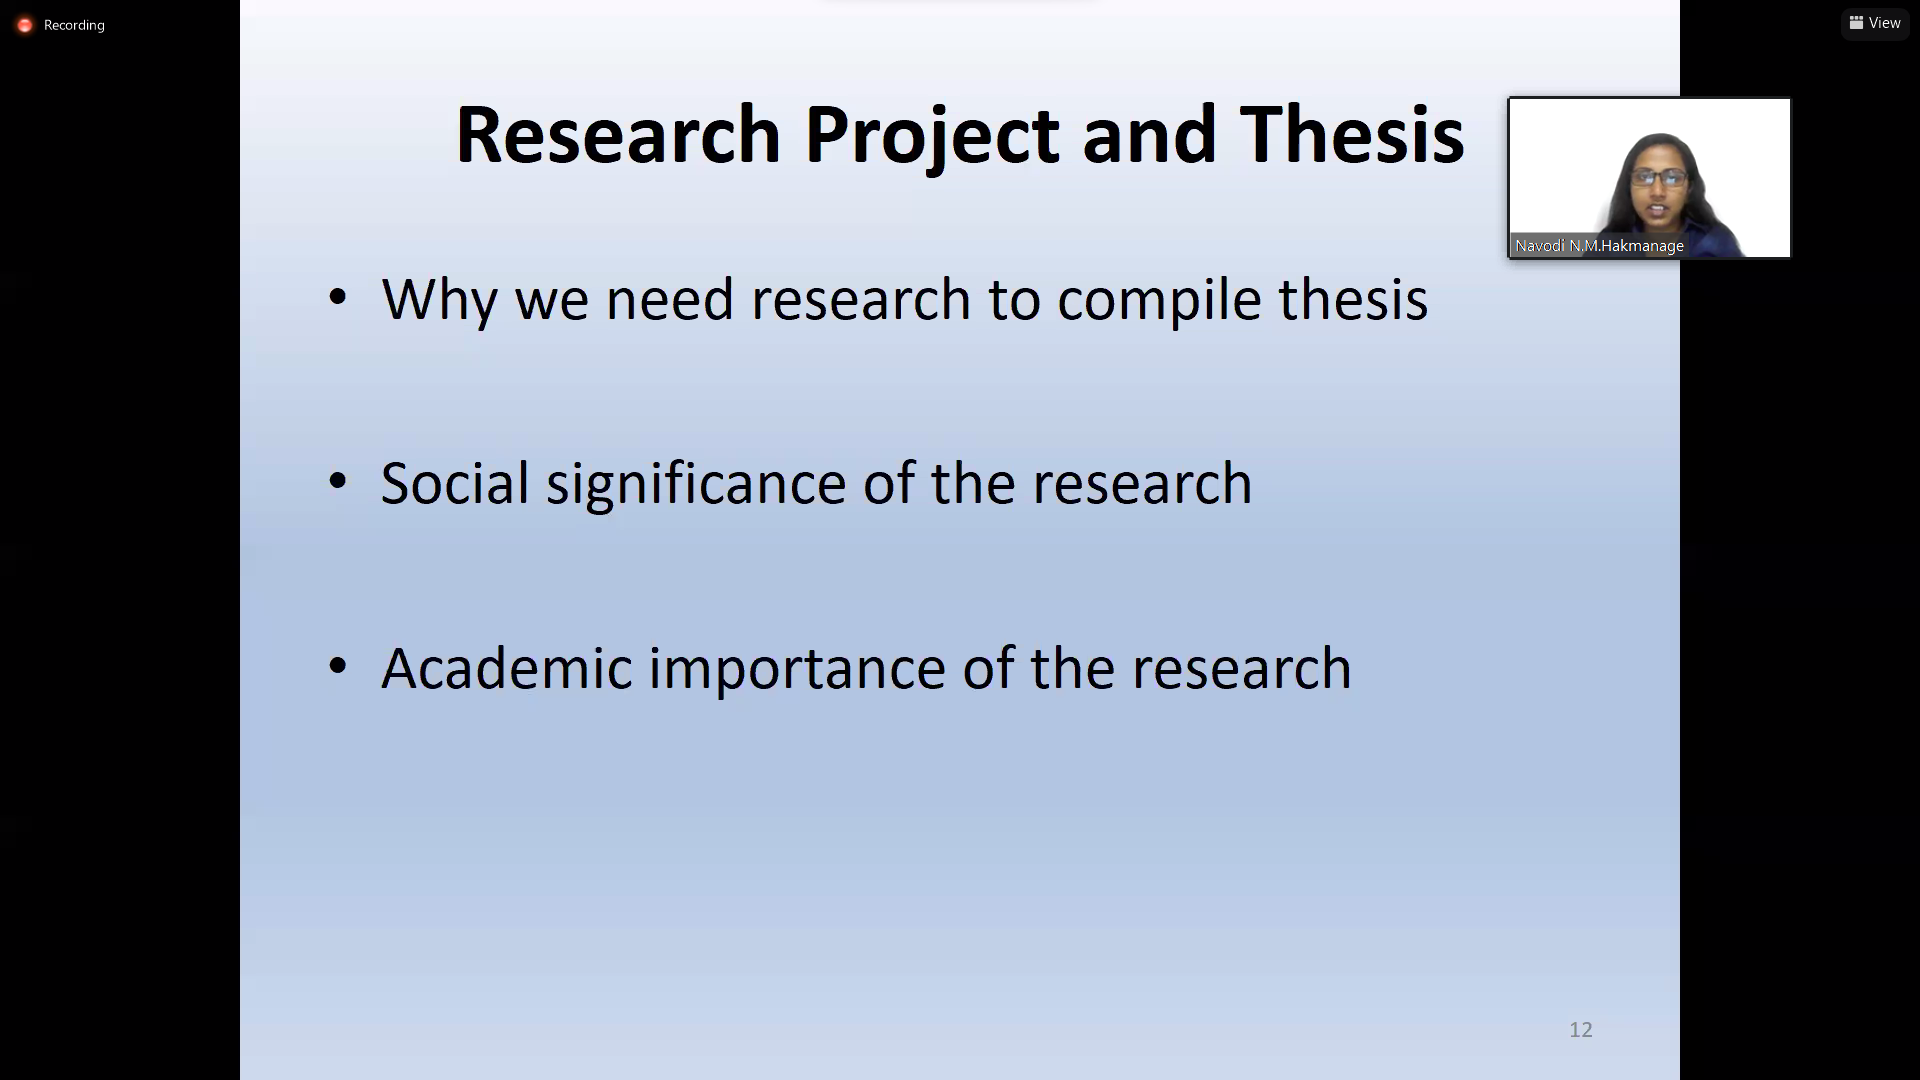 Recording
View
Research Project and Thesis
Navodi N.M.Hakmanage
• Why we need research to compile thesis
• Social significance of the research
• Academic importance of the research
12